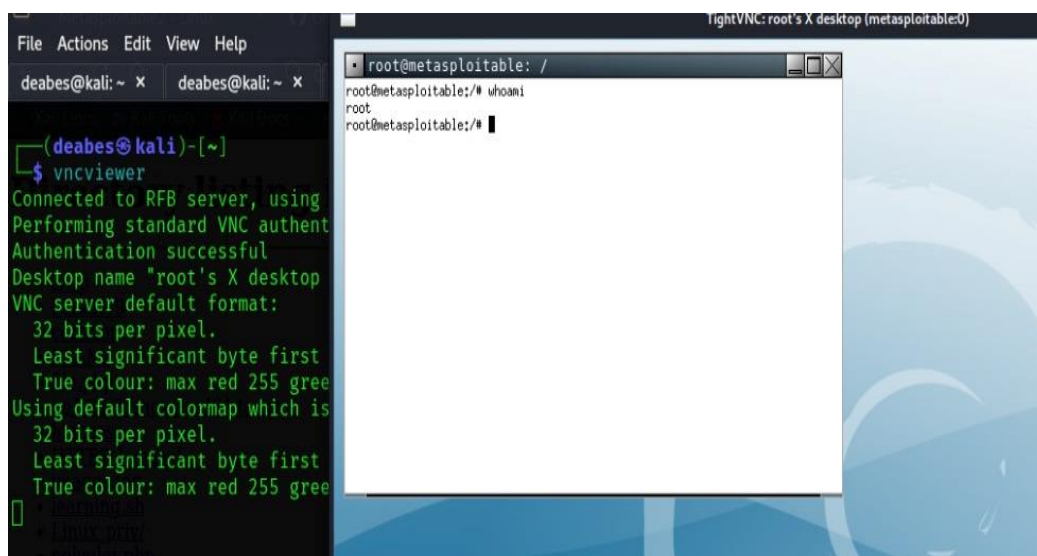 TightVNC: root's X desktop (metasploitable:0)
File Actions Edit View Help
deabes@kali: ~ × deabes@kali: ~ ×
(deabes㉿kali)-[~]
$ vncviewer
Connected to RFB server, using
Performing standard VNC authent
Authentication successful
Desktop name "root's X desktop
VNC server default format:
32 bits per pixel.
Least significant byte first
True colour: max red 255 gree
Using default colormap which is
32 bits per pixel.
Least significant byte first
True colour: max red 255 gree
root@metasploitable: /
root@metasploitable:/# whoami
root
root@metasploitable:/#
learning.sh
Linux_priv/